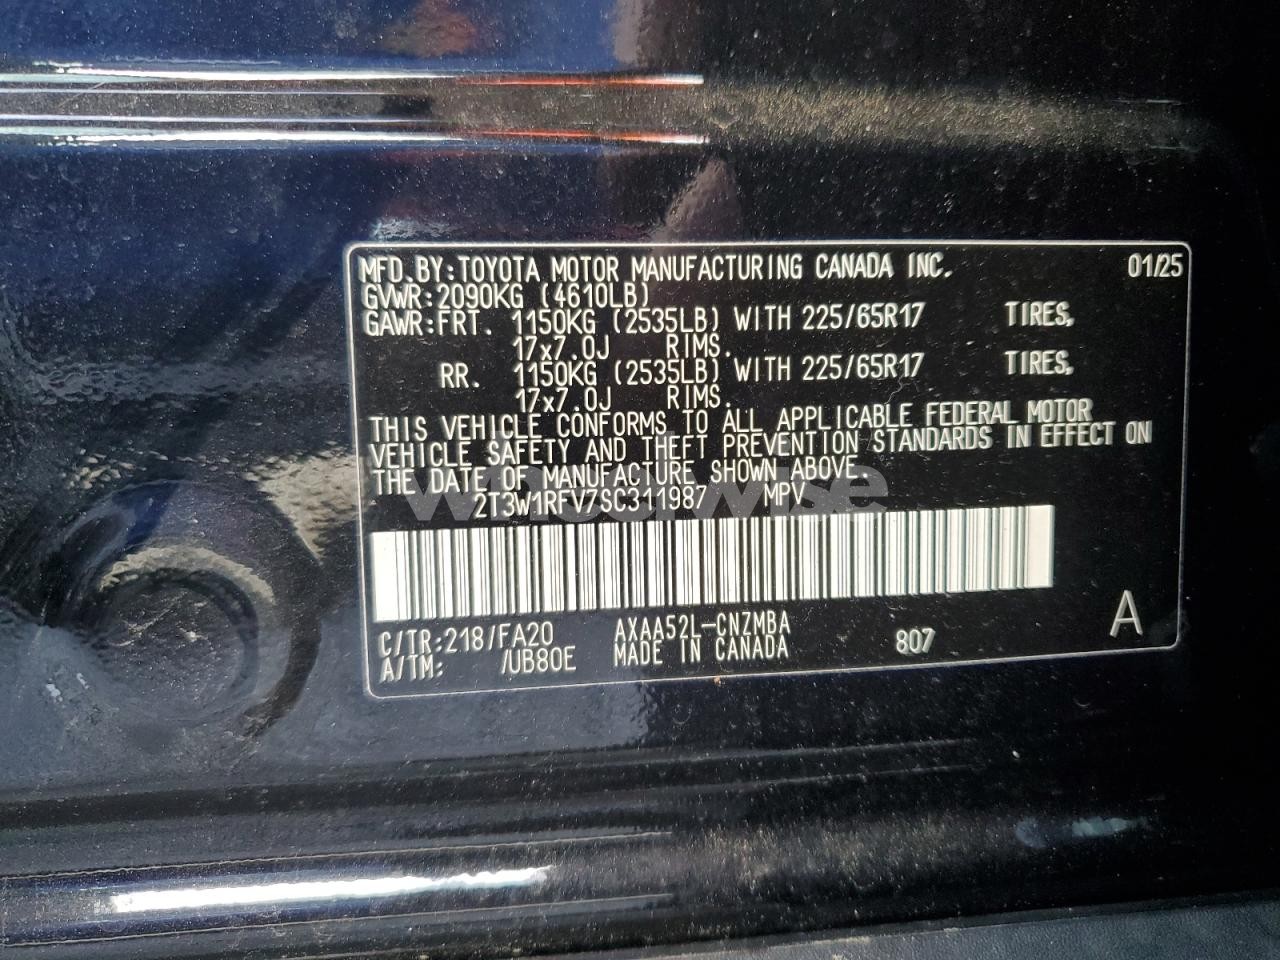 MFD.BY:TOYOTA MOTOR MANUFACTURING CANADA INC. 01/25
GVWR:2090KG (4610LB)
GAWR:FRT. 1150KG (2535LB) WITH 225/65R17 TIRES,
17x7.0J RIMS.
RR. 1150KG (2535LB) WITH 225/65R17 TIRES,
17x7.0J RIMS.
THIS VEHICLE CONFORMS TO ALL APPLICABLE FEDERAL MOTOR
VEHICLE SAFETY AND THEFT PREVENTION STANDARDS IN EFFECT ON
THE DATE OF MANUFACTURE SHOWN ABOVE.
wheelwise
2T3W1RFV7SC311987 MPV
C/TR:218/FA20 AXAA52L-CNZMBA 807 A
A/TM: /UB80E MADE IN CANADA